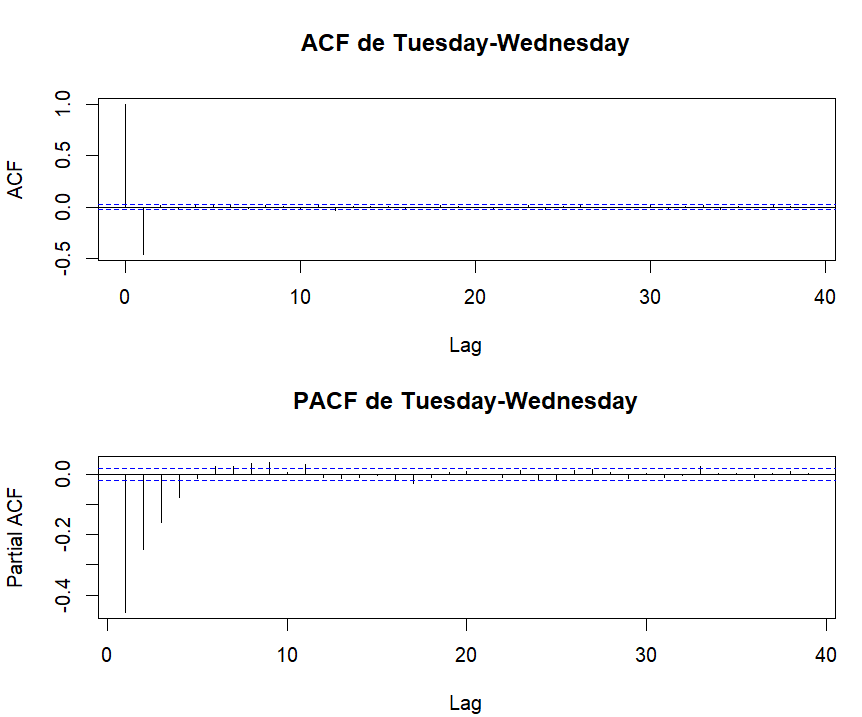 ACF de Tuesday-Wednesday
ACF
1.0
0.5
0.0
-0.5
0 10 20 30 40
Lag
PACF de Tuesday-Wednesday
Partial ACF
0.0
-0.2
-0.4
0 10 20 30 40
Lag